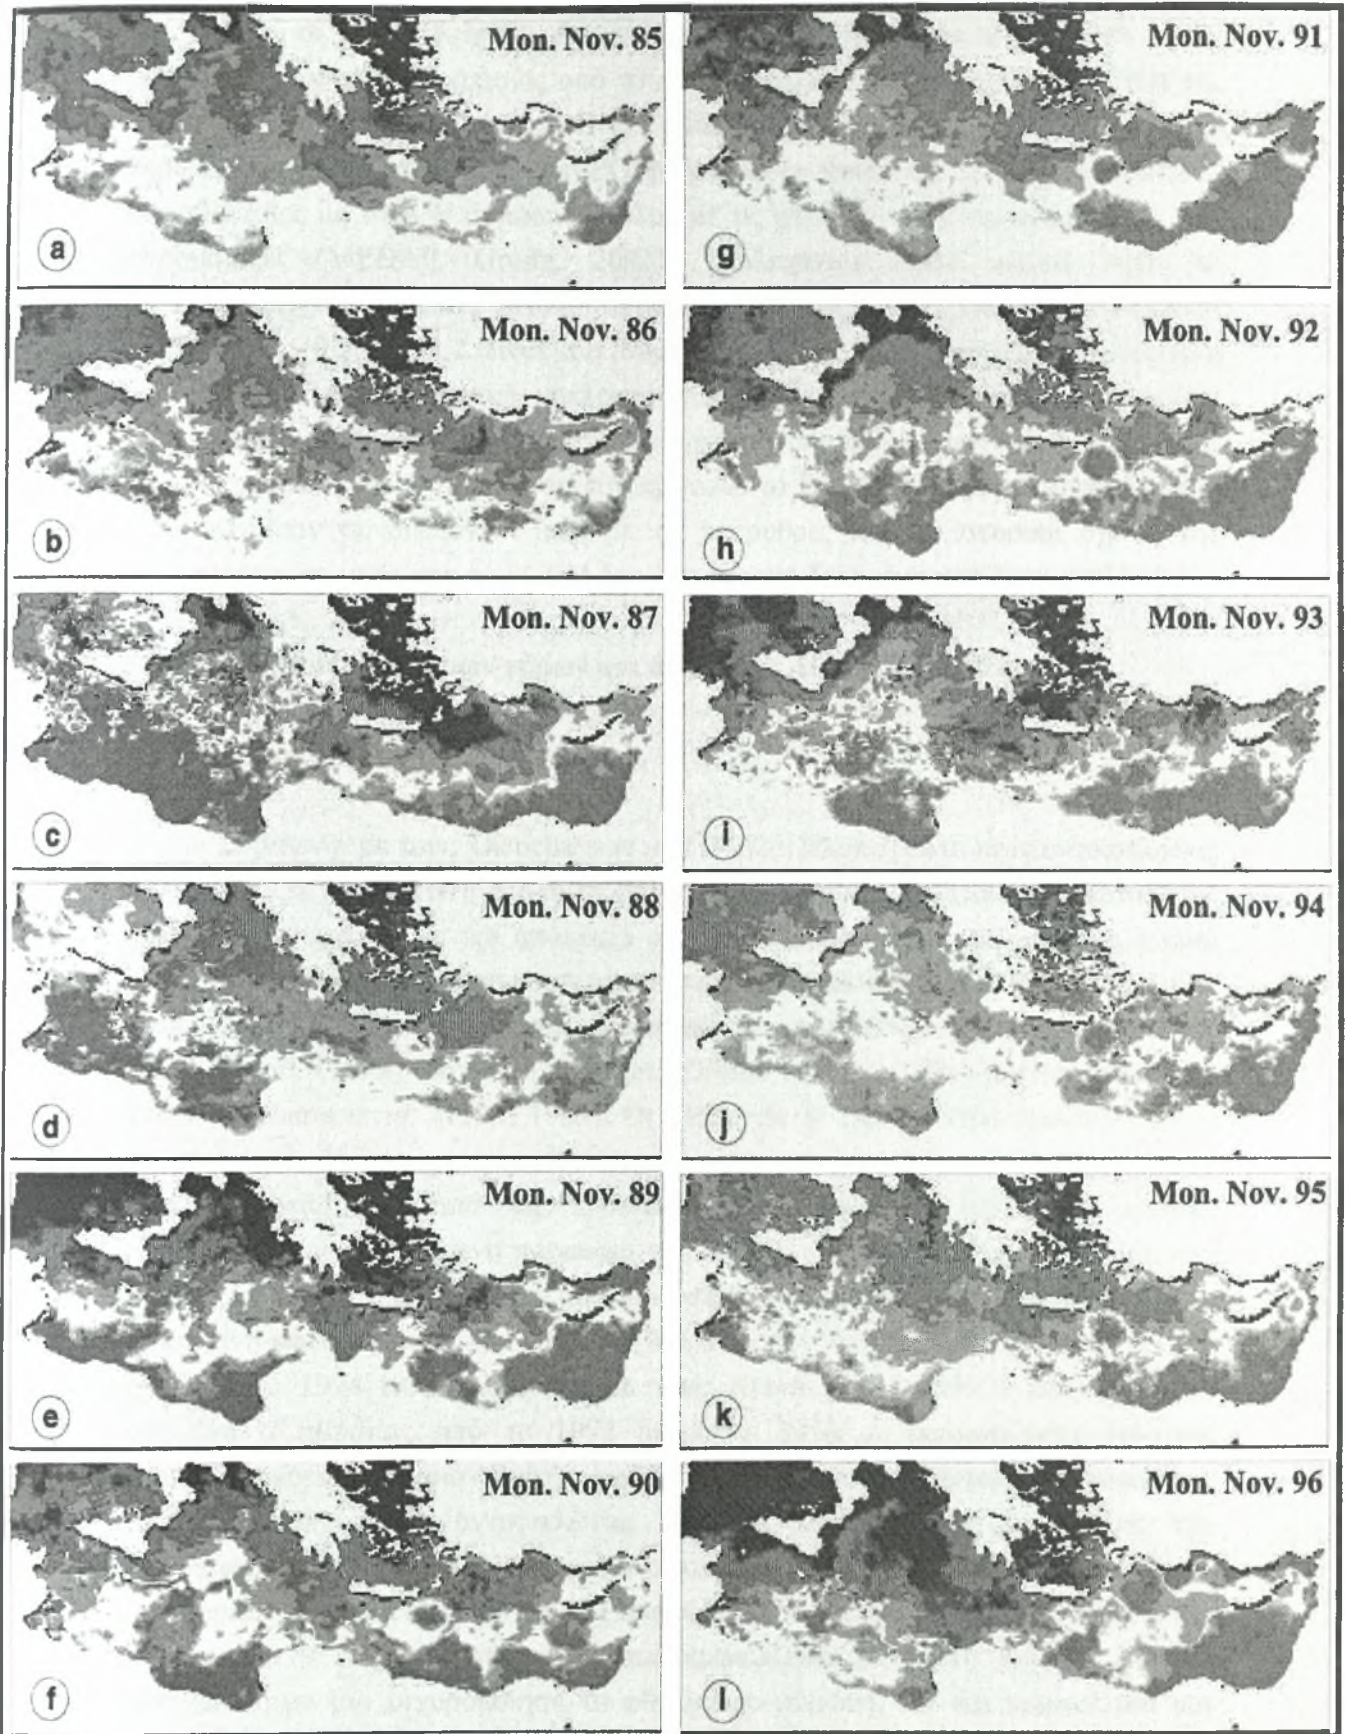 Mon. Nov. 85
a
Mon. Nov. 86
b
Mon. Nov. 87
c
Mon. Nov. 88
d
Mon. Nov. 89
e
Mon. Nov. 90
f
Mon. Nov. 91
g
Mon. Nov. 92
h
Mon. Nov. 93
i
Mon. Nov. 94
j
Mon. Nov. 95
k
Mon. Nov. 96
l